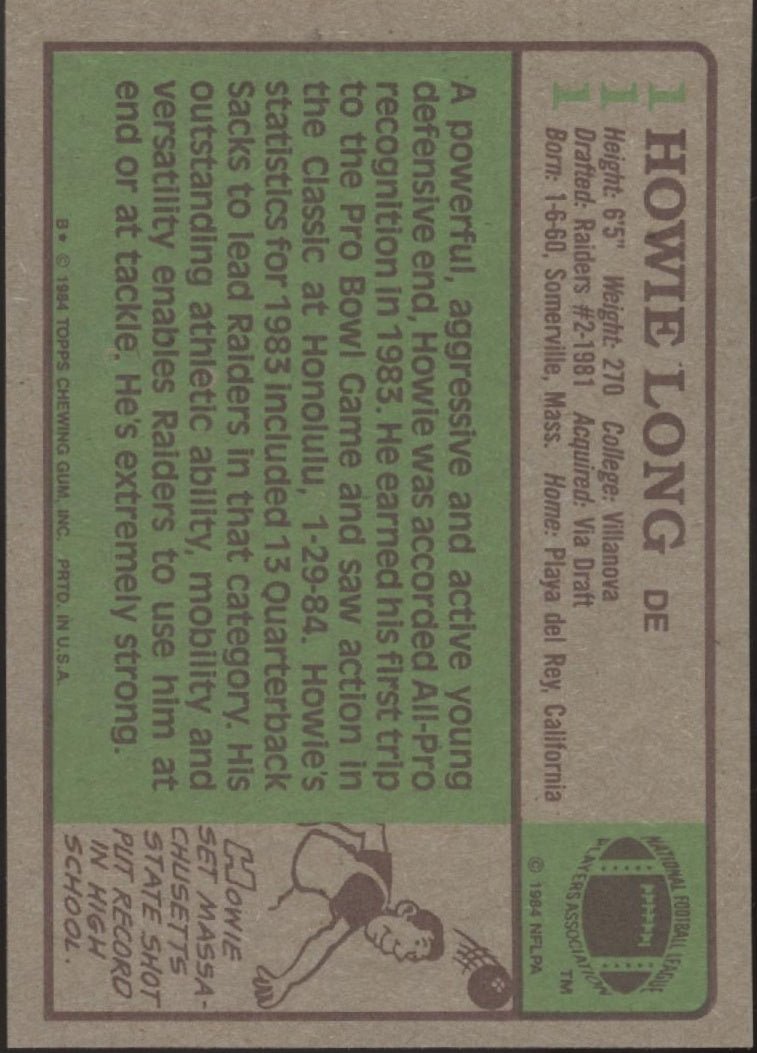 111
HOWIE LONG DE
Height: 6'5" Weight: 270 College: Villanova
Drafted: Raiders #2-1981 Acquired: Via Draft
Born: 1-6-60, Somerville, Mass. Home: Playa del Rey, California
NATIONAL FOOTBALL LEAGUE
PLAYERS ASSOCIATION
TM
© 1984 NFLPA
A powerful, aggressive and active young
defensive end, Howie was accorded All-Pro
recognition in 1983. He earned his first trip
to the Pro Bowl Game and saw action in
the Classic at Honolulu, 1-29-84. Howie's
statistics for 1983 included 13 Quarterback
Sacks to lead Raiders in that category. His
outstanding athletic ability, mobility and
versatility enables Raiders to use him at
end or at tackle. He's extremely strong.
B* © 1984 TOPPS CHEWING GUM, INC. PRTD. IN U.S.A.
HOWIE
SET MASSA-
CHUSETTS
STATE SHOT
PUT RECORD
IN HIGH
SCHOOL.